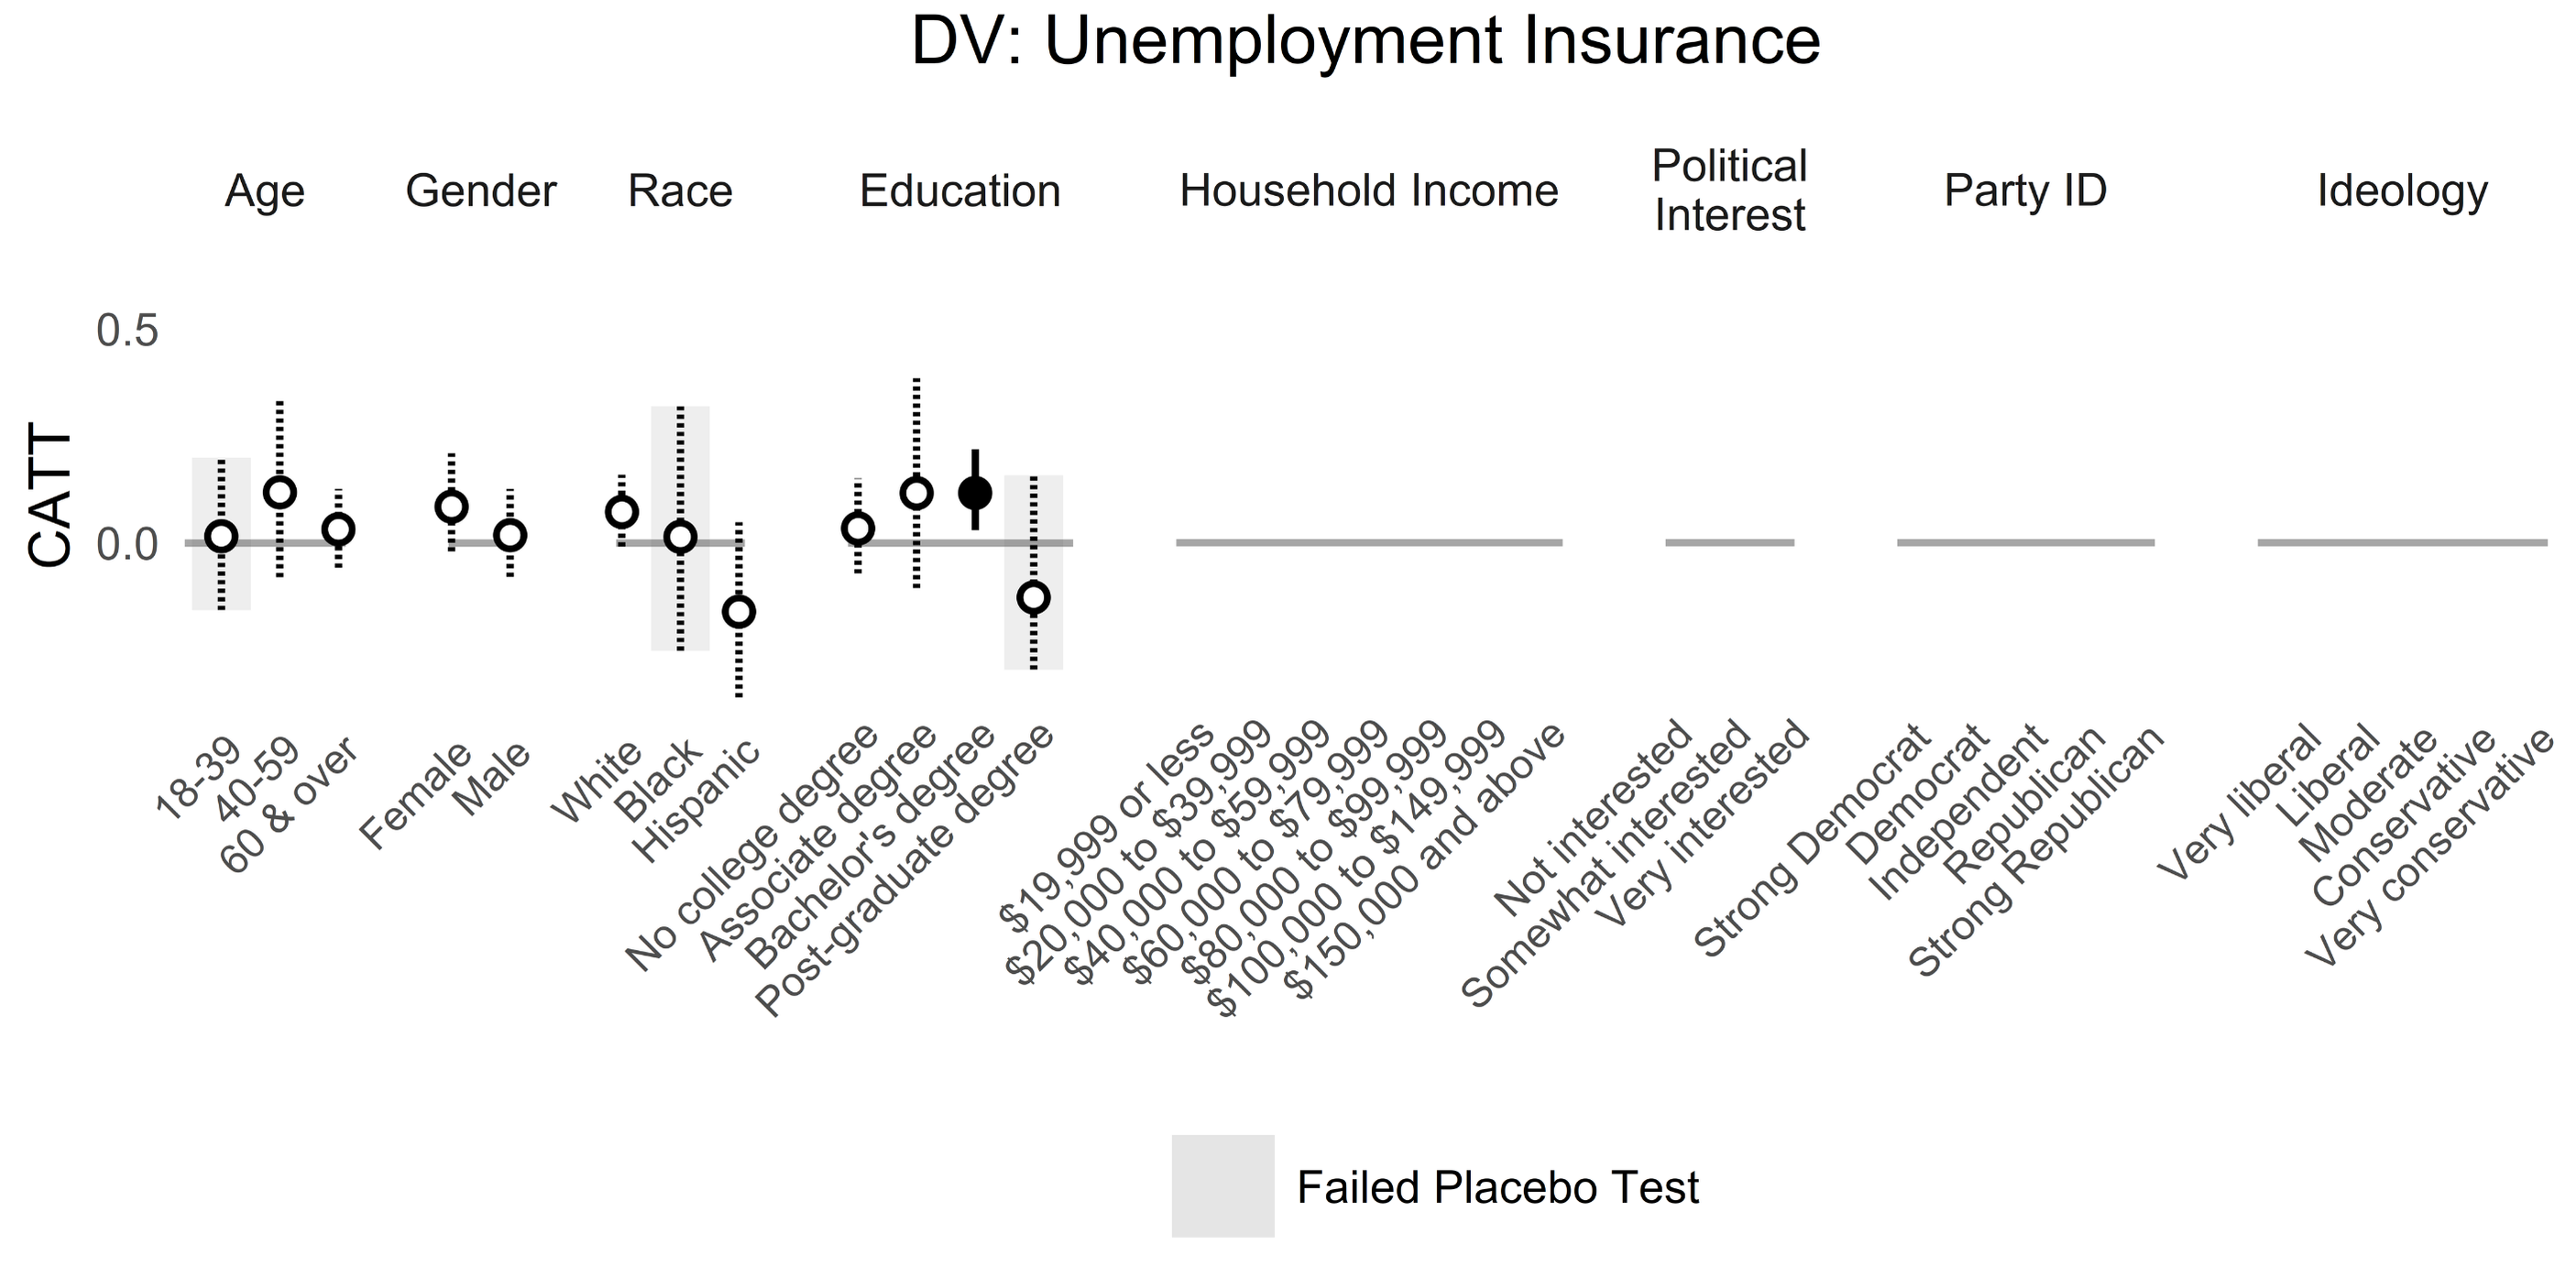 DV: Unemployment Insurance
Age
Gender
Race
Education
Household Income
Political
Interest
Party ID
Ideology
CATT
0.5
0.0
18-39
40-59
60 & over
Female
Male
White
Black
Hispanic
No college degree
Associate degree
Bachelor's degree
Post-graduate degree
$19,999 or less
$20,000 to $39,999
$40,000 to $59,999
$60,000 to $79,999
$80,000 to $99,999
$100,000 to $149,999
$150,000 and above
Not interested
Somewhat interested
Very interested
Strong Democrat
Democrat
Independent
Republican
Strong Republican
Very liberal
Liberal
Moderate
Conservative
Very conservative
Failed Placebo Test